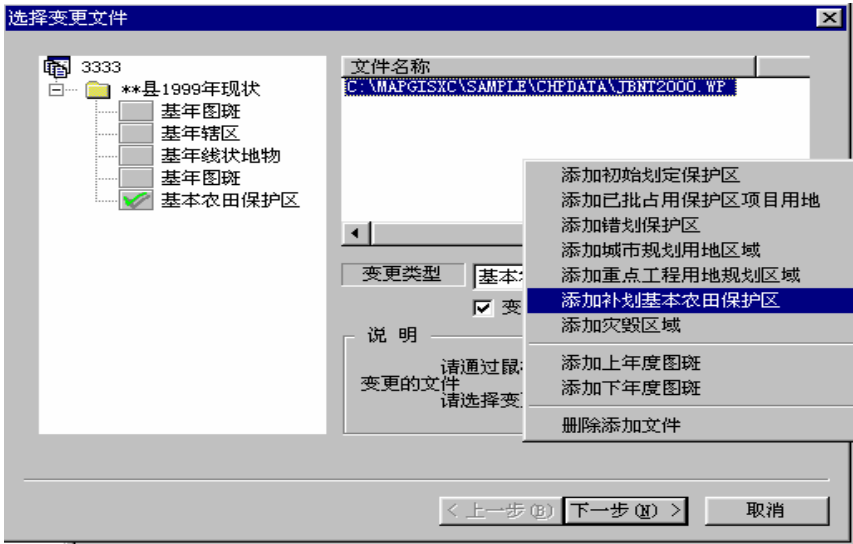 选择变更文件
3333
**县1999年现状
基年图斑
基年辖区
基年线状地物
基年图斑
基本农田保护区
文件名称
C:\MAPGISXC\SAMPLE\CHPDATA\JBNT2000.WP
添加初始划定保护区
添加已批占用保护区项目用地
添加错划保护区
添加城市规划用地区域
添加重点工程用地规划区域
添加补划基本农田保护区
添加灾毁区域
添加上年度图斑
添加下年度图斑
删除添加文件
变更类型
基本
变
说 明
请通过鼠
变更的文件
请选择变
< 上一步(B)
下一步(N) >
取消